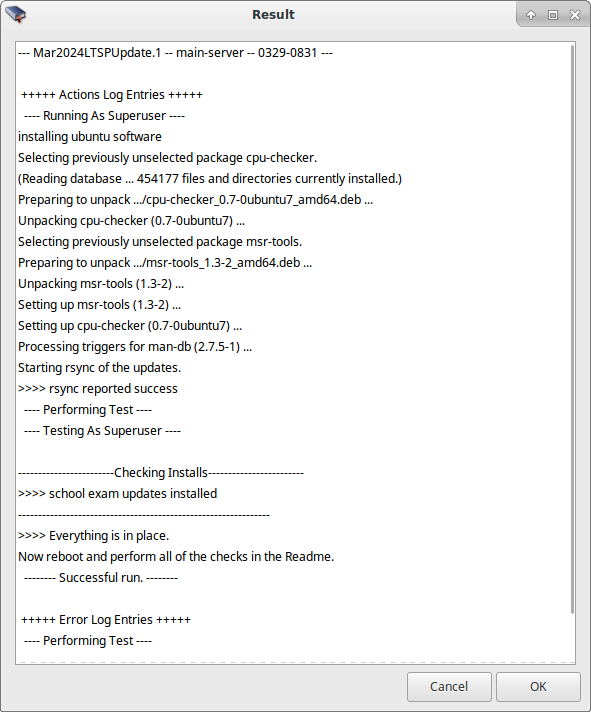 Result
--- Mar2024LTSPUpdate.1 -- main-server -- 0329-0831 ---
+++++ Actions Log Entries +++++
---- Running As Superuser ----
installing ubuntu software
Selecting previously unselected package cpu-checker.
(Reading database ... 454177 files and directories currently installed.)
Preparing to unpack .../cpu-checker_0.7-0ubuntu7_amd64.deb ...
Unpacking cpu-checker (0.7-0ubuntu7) ...
Selecting previously unselected package msr-tools.
Preparing to unpack .../msr-tools_1.3-2_amd64.deb ...
Unpacking msr-tools (1.3-2) ...
Setting up msr-tools (1.3-2) ...
Setting up cpu-checker (0.7-0ubuntu7) ...
Processing triggers for man-db (2.7.5-1) ...
Starting rsync of the updates.
>>>> rsync reported success
---- Performing Test ----
---- Testing As Superuser ----
------------------------Checking Installs------------------------
>>>> school exam updates installed
---------------------------------------------------------------
>>>> Everything is in place.
Now reboot and perform all of the checks in the Readme.
-------- Successful run. --------
+++++ Error Log Entries +++++
---- Performing Test ----
Cancel
OK